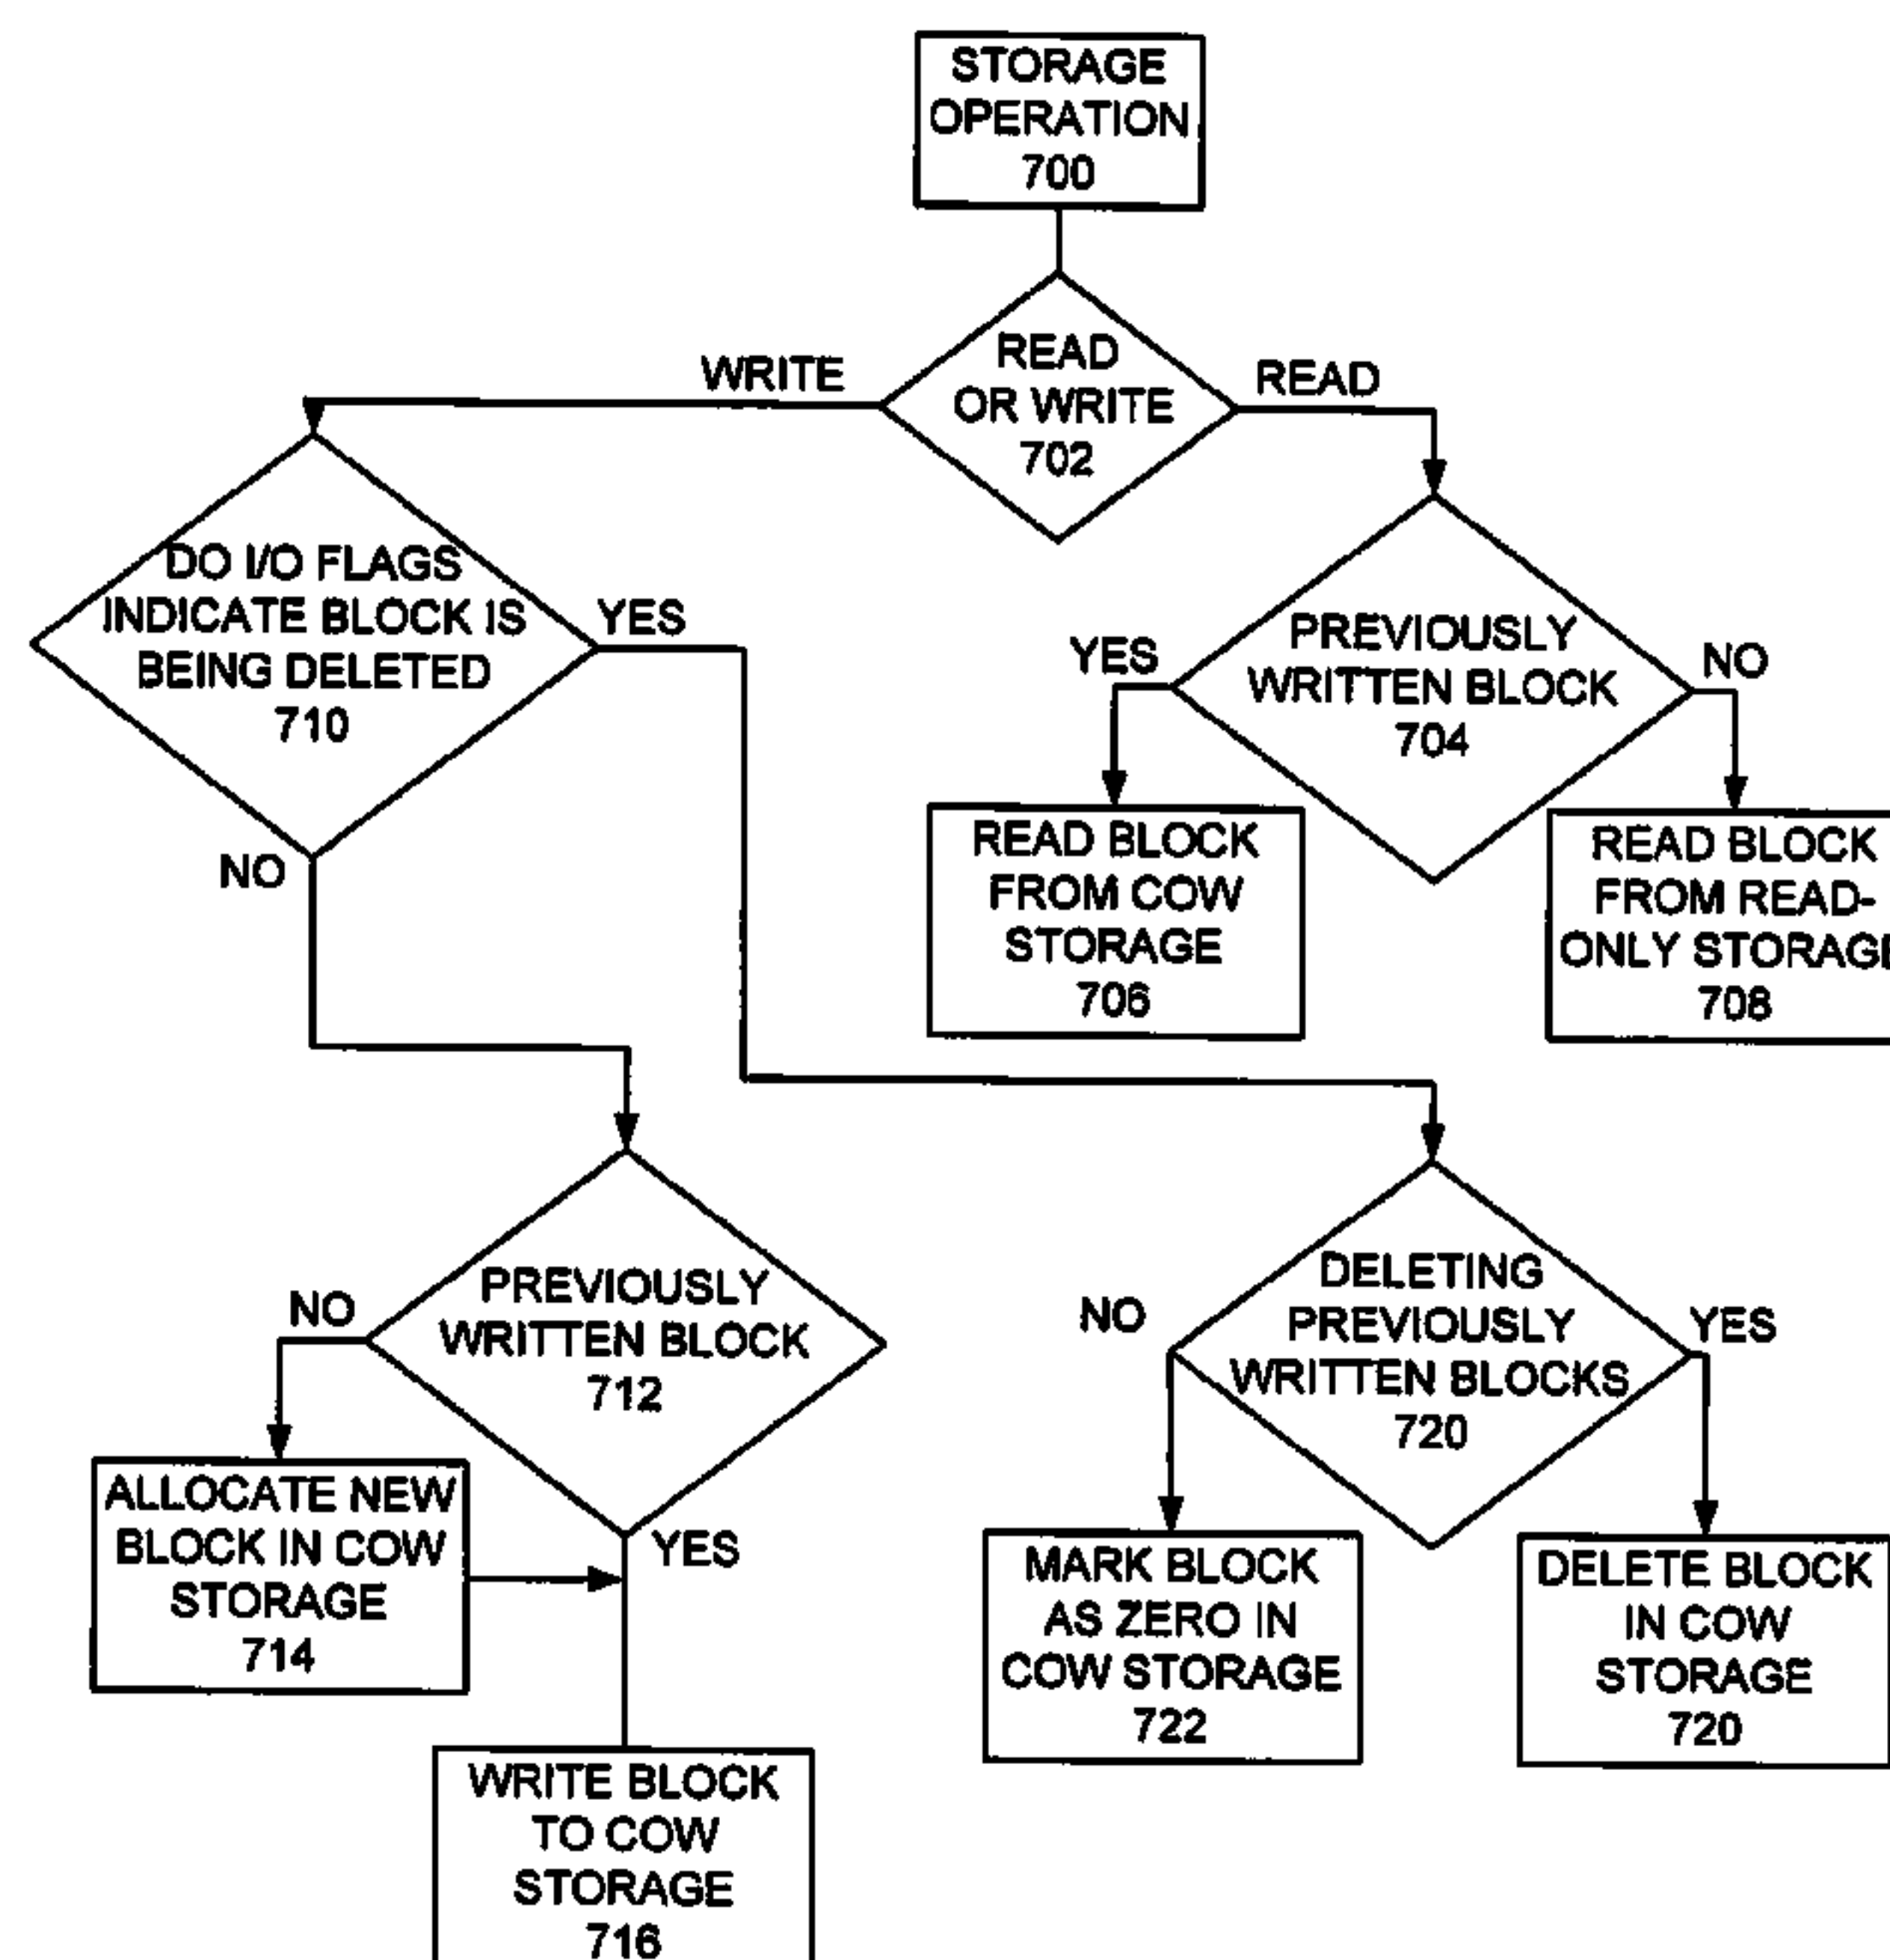 STORAGE
OPERATION
700
READ
OR WRITE
702
WRITE
READ
DO I/O FLAGS
INDICATE BLOCK IS
BEING DELETED
710
YES
NO
PREVIOUSLY
WRITTEN BLOCK
704
YES
NO
READ BLOCK
FROM COW
STORAGE
706
READ BLOCK
FROM READ-
ONLY STORAGE
708
PREVIOUSLY
WRITTEN BLOCK
712
NO
YES
DELETING
PREVIOUSLY
WRITTEN BLOCKS
720
NO
YES
ALLOCATE NEW
BLOCK IN COW
STORAGE
714
MARK BLOCK
AS ZERO IN
COW STORAGE
722
DELETE BLOCK
IN COW
STORAGE
720
WRITE BLOCK
TO COW
STORAGE
716